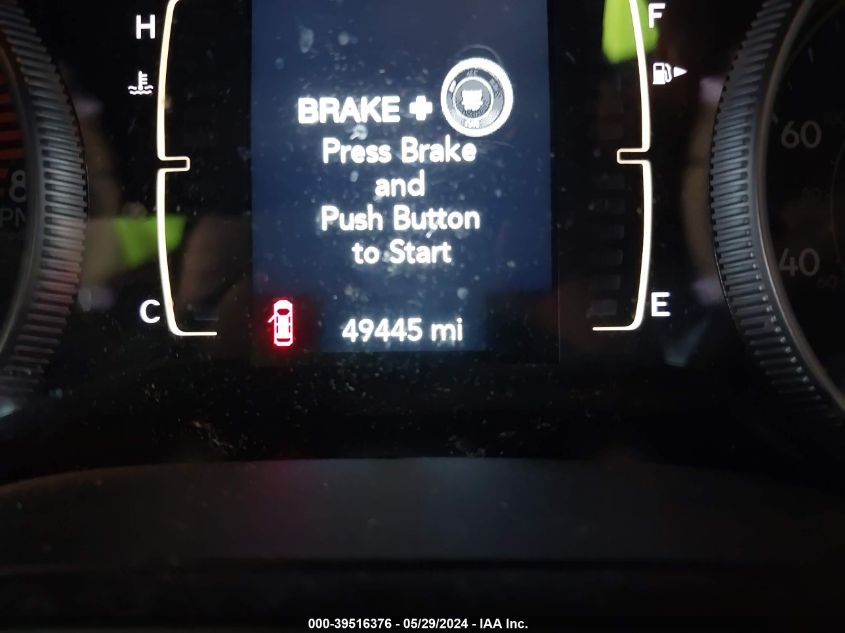 H
F
BRAKE +
Press Brake
and
Push Button
to Start
60
40
8
C
E
49445 mi
000-39516376 - 05/29/2024 - IAA Inc.